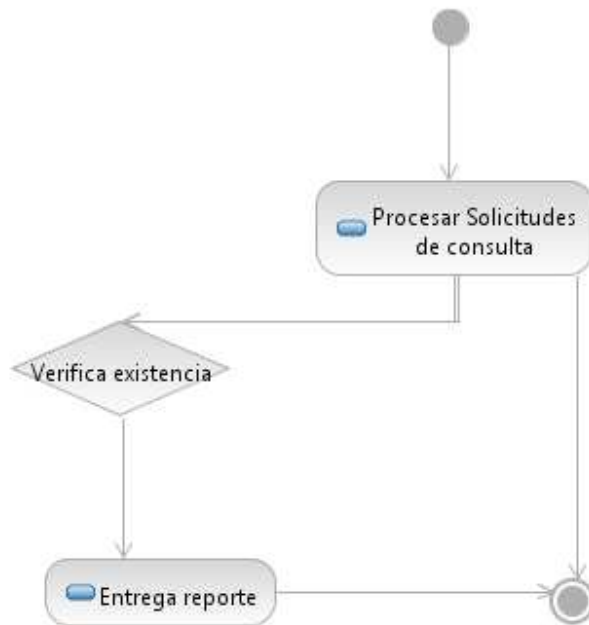 Procesar Solicitudes
de consulta
Verifica existencia
Entrega reporte